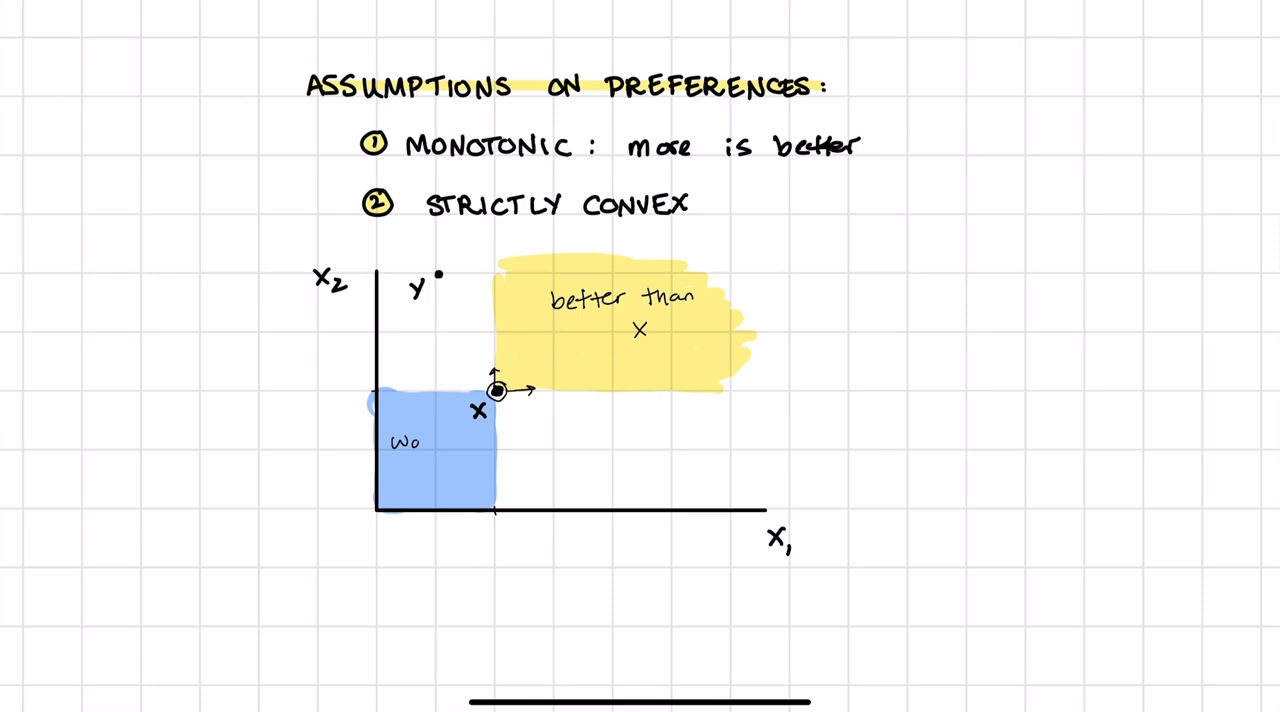 ASSUMPTIONS ON PREFERENCES:
① MONOTONIC: more is better
② STRICTLY CONVEX
X₂
Y
better than
X
X
wo
X₁